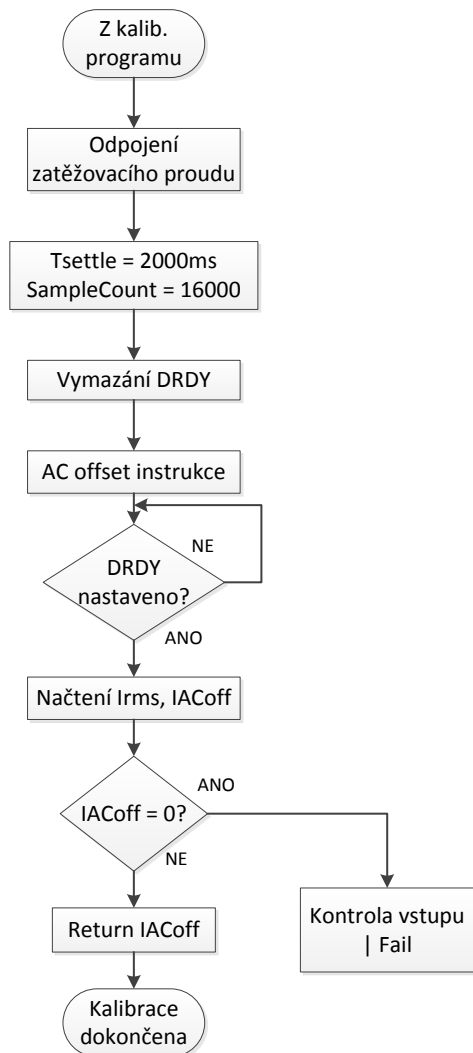 Z kalib.
programu
Odpojení
zatěžovacího proudu
Tsettle = 2000ms
SampleCount = 16000
Vymazání DRDY
AC offset instrukce
NE
DRDY
nastaveno?
ANO
Načtení Irms, IACoff
ANO
IACoff = 0?
NE
Return IACoff
Kontrola vstupu
| Fail
Kalibrace
dokončena